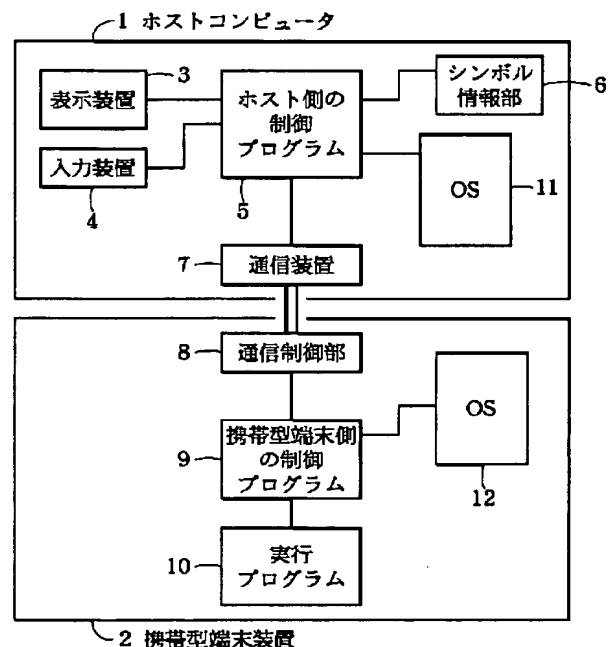 1 ホストコンピュータ
3
表示装置
ホスト側の
制御
プログラム
シンボル
情報部
6
入力装置
4
5
OS
11
7
通信装置
8
通信制御部
OS
携帯型端末側
の制御
プログラム
9
12
10
実行
プログラム
2 携帯型端末装置